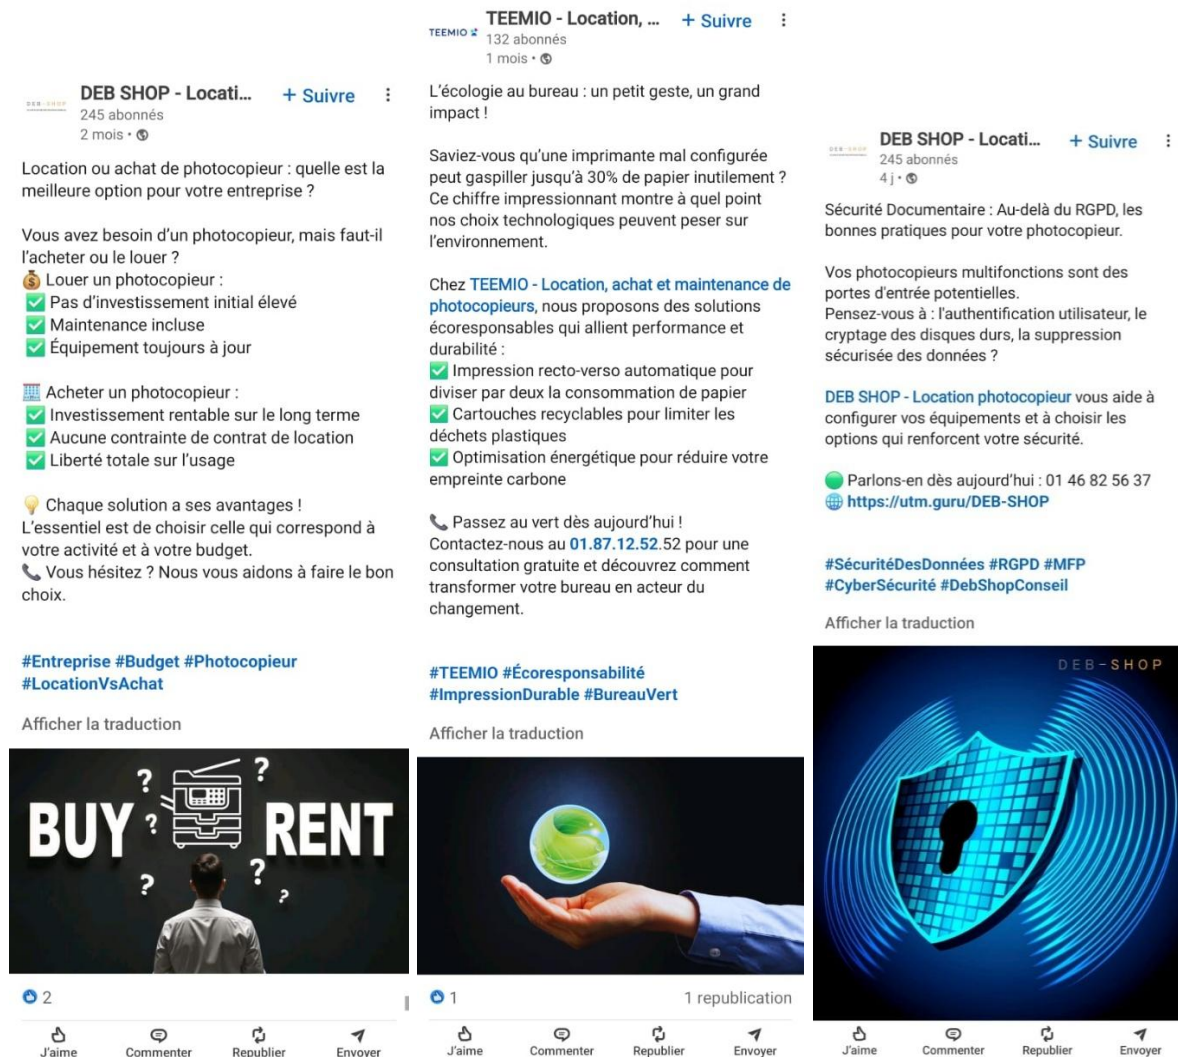 DEB-SHOP
DEB SHOP - Locati...
+ Suivre
245 abonnés
2 mois •
Location ou achat de photocopieur : quelle est la
meilleure option pour votre entreprise ?
Vous avez besoin d’un photocopieur, mais faut-il
l’acheter ou le louer ?
💰 Louer un photocopieur :
✅ Pas d’investissement initial élevé
✅ Maintenance incluse
✅ Équipement toujours à jour
🧮 Acheter un photocopieur :
✅ Investissement rentable sur le long terme
✅ Aucune contrainte de contrat de location
✅ Liberté totale sur l’usage
💡 Chaque solution a ses avantages !
L’essentiel est de choisir celle qui correspond à
votre activité et à votre budget.
📞 Vous hésitez ? Nous vous aidons à faire le bon
choix.
#Entreprise #Budget #Photocopieur
#LocationVsAchat
Afficher la traduction
BUY ? ? ? ? ? ? RENT
2
J’aime Commenter Republier Envoyer
TEEMIO
TEEMIO - Location, ...
+ Suivre
132 abonnés
1 mois •
L’écologie au bureau : un petit geste, un grand
impact !
Saviez-vous qu’une imprimante mal configurée
peut gaspiller jusqu’à 30% de papier inutilement ?
Ce chiffre impressionnant montre à quel point
nos choix technologiques peuvent peser sur
l’environnement.
Chez TEEMIO - Location, achat et maintenance de
photocopieurs, nous proposons des solutions
écoresponsables qui allient performance et
durabilité :
✅ Impression recto-verso automatique pour
diviser par deux la consommation de papier
✅ Cartouches recyclables pour limiter les
déchets plastiques
✅ Optimisation énergétique pour réduire votre
empreinte carbone
📞 Passez au vert dès aujourd’hui !
Contactez-nous au 01.87.12.52.52 pour une
consultation gratuite et découvrez comment
transformer votre bureau en acteur du
changement.
#TEEMIO #Écoresponsabilité
#ImpressionDurable #BureauVert
Afficher la traduction
1
1 republication
J’aime Commenter Republier Envoyer
DEB-SHOP
DEB SHOP - Locati...
+ Suivre
245 abonnés
4 j •
Sécurité Documentaire : Au-delà du RGPD, les
bonnes pratiques pour votre photocopieur.
Vos photocopieurs multifonctions sont des
portes d'entrée potentielles.
Pensez-vous à : l'authentification utilisateur, le
cryptage des disques durs, la suppression
sécurisée des données ?
DEB SHOP - Location photocopieur vous aide à
configurer vos équipements et à choisir les
options qui renforcent votre sécurité.
🟢 Parlons-en dès aujourd’hui : 01 46 82 56 37
🌐 https://utm.guru/DEB-SHOP
#SécuritéDesDonnées #RGPD #MFP
#CyberSécurité #DebShopConseil
Afficher la traduction
DEB-SHOP
J’aime Commenter Republier Envoyer